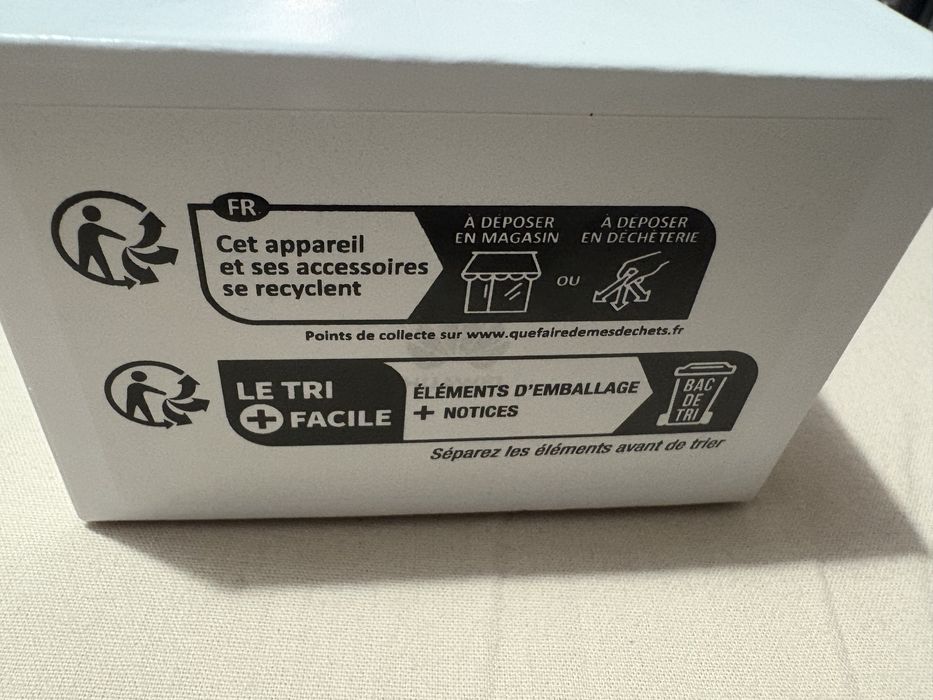 FR
Cet appareil
et ses accessoires
se recyclent
À DÉPOSER
EN MAGASIN
OU
À DÉPOSER
EN DÉCHÈTERIE
Points de collecte sur www.quefairedemesdechets.fr
LE TRI
+ FACILE
ÉLÉMENTS D'EMBALLAGE
+ NOTICES
BAC
DE
TRI
Séparez les éléments avant de trier